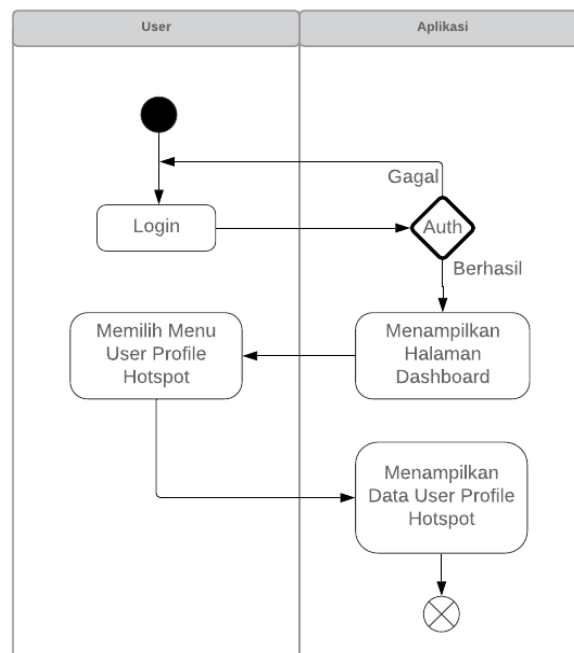 User
Aplikasi
Gagal
Login
Auth
Berhasil
Memilih Menu
User Profile
Hotspot
Menampilkan
Halaman
Dashboard
Menampilkan
Data User Profile
Hotspot